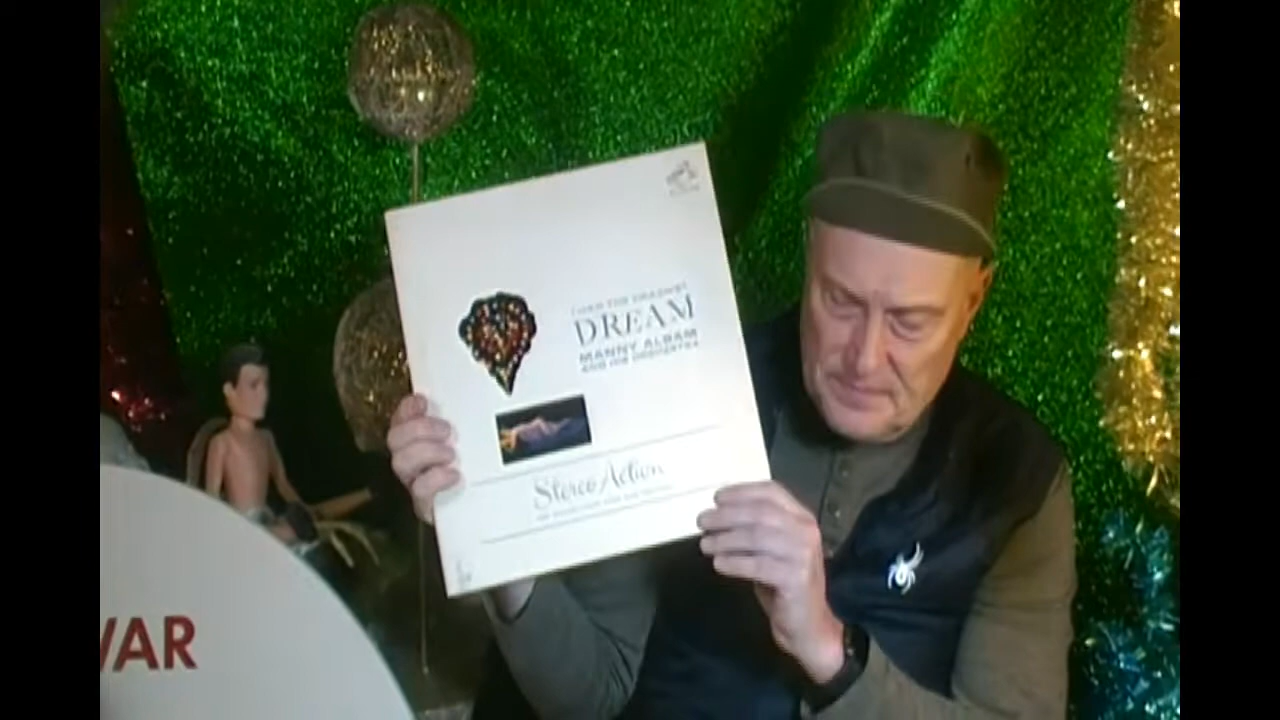 I HAD THE CRAZIEST
DREAM
MANNY ALBAM
AND HIS ORCHESTRA
Stereo Action
VAR